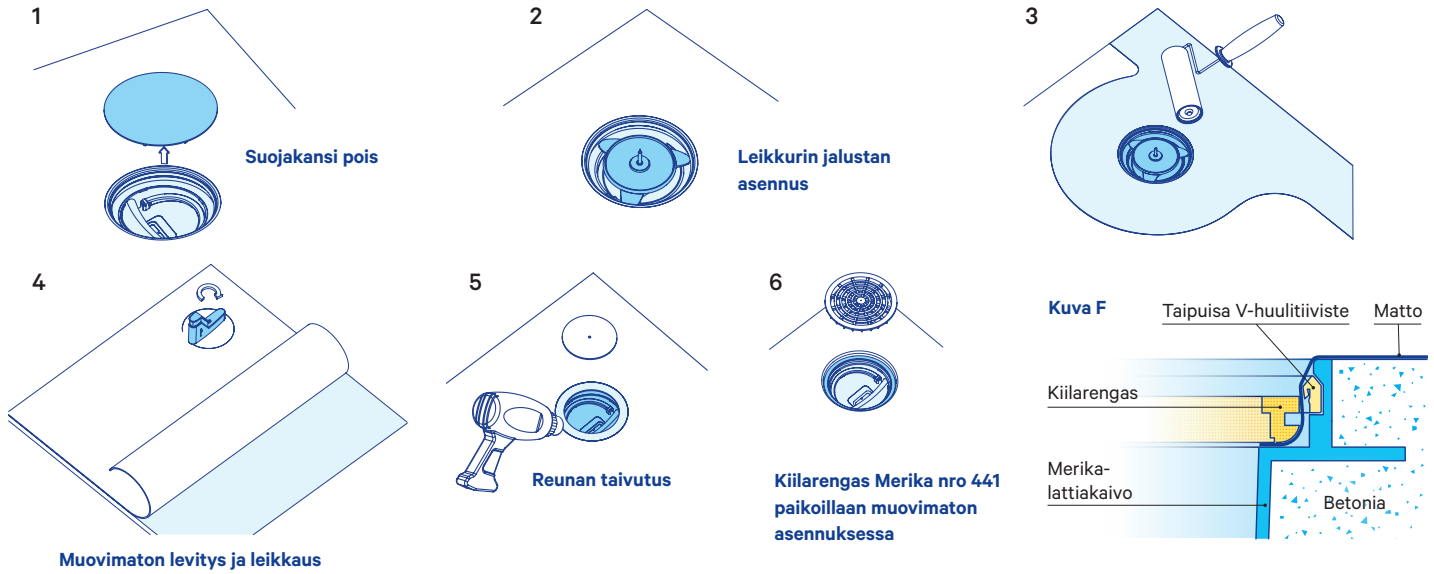 1
Suojakansi pois
2
Leikkurin jalustan
asennus
3
4
Muovimaton levitys ja leikkaus
5
Reunan taivutus
6
Kiilarengas Merika nro 441
paikoillaan muovimaton
asennuksessa
Kuva F
Taipuisa V-huulitiiviste
Matto
Kiilarengas
Merika-
lattiakaivo
Betonia